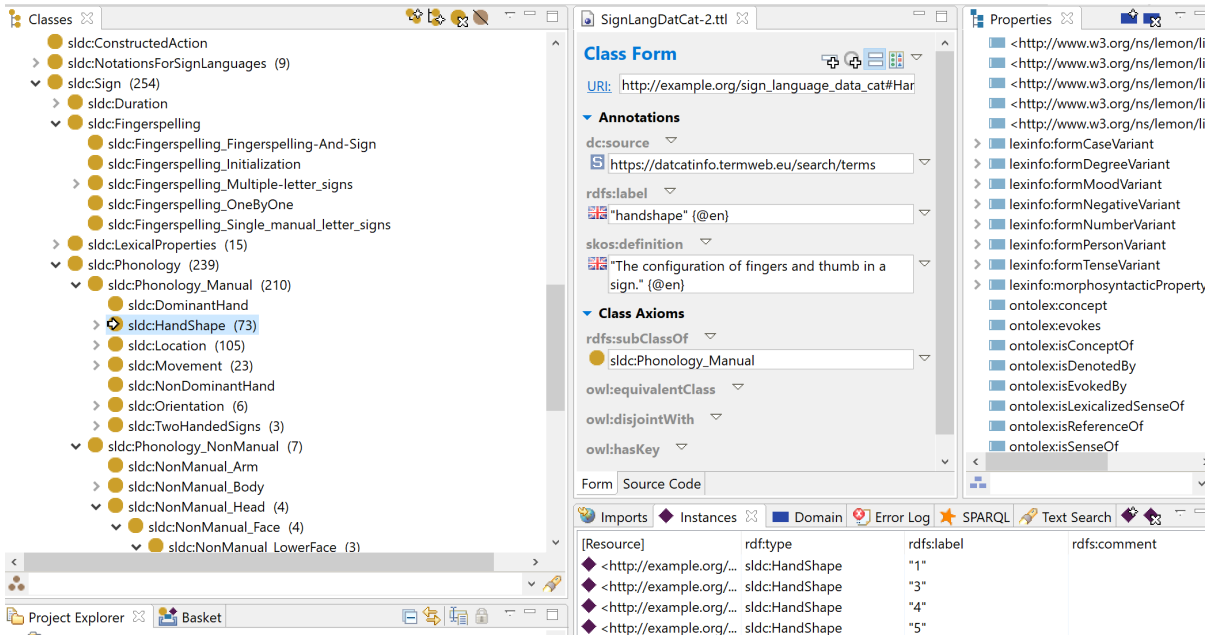 Classes
sldc:ConstructedAction
sldc:NotationsForSignLanguages (9)
sldc:Sign (254)
sldc:Duration
sldc:Fingerspelling
sldc:Fingerspelling_Fingerspelling-And-Sign
sldc:Fingerspelling_Initialization
sldc:Fingerspelling_Multiple-letter_signs
sldc:Fingerspelling_OneByOne
sldc:Fingerspelling_Single_manual_letter_signs
sldc:LexicalProperties (15)
sldc:Phonology (239)
sldc:Phonology_Manual (210)
sldc:DominantHand
sldc:HandShape (73)
sldc:Location (105)
sldc:Movement (23)
sldc:NonDominantHand
sldc:Orientation (6)
sldc:TwoHandedSigns (3)
sldc:Phonology_NonManual (7)
sldc:NonManual_Arm
sldc:NonManual_Body
sldc:NonManual_Head (4)
sldc:NonManual_Face (4)
sldc:NonManual_LowerFace (3)
Project Explorer Basket
SignLangDatCat-2.ttl
Class Form
URI: http://example.org/sign_language_data_cat#Har
Annotations
dc:source
S https://datcatinfo.termweb.eu/search/terms
rdfs:label
"handshape" {@en}
skos:definition
"The configuration of fingers and thumb in a
sign." {@en}
Class Axioms
rdfs:subClassOf
sldc:Phonology_Manual
owl:equivalentClass
owl:disjointWith
owl:hasKey
Form Source Code
Properties
<http://www.w3.org/ns/lemon/li
<http://www.w3.org/ns/lemon/li
<http://www.w3.org/ns/lemon/li
<http://www.w3.org/ns/lemon/li
<http://www.w3.org/ns/lemon/li
lexinfo:formCaseVariant
lexinfo:formDegreeVariant
lexinfo:formMoodVariant
lexinfo:formNegativeVariant
lexinfo:formNumberVariant
lexinfo:formPersonVariant
lexinfo:formTenseVariant
lexinfo:morphosyntacticProperty
ontolex:concept
ontolex:evokes
ontolex:isConceptOf
ontolex:isDenotedBy
ontolex:isEvokedBy
ontolex:isLexicalizedSenseOf
ontolex:isReferenceOf
ontolex:isSenseOf
Imports Instances Domain Error Log SPARQL Text Search
[Resource] rdf:type rdfs:label rdfs:comment
<http://example.org/... sldc:HandShape "1"
<http://example.org/... sldc:HandShape "3"
<http://example.org/... sldc:HandShape "4"
<http://example.org/... sldc:HandShape "5"